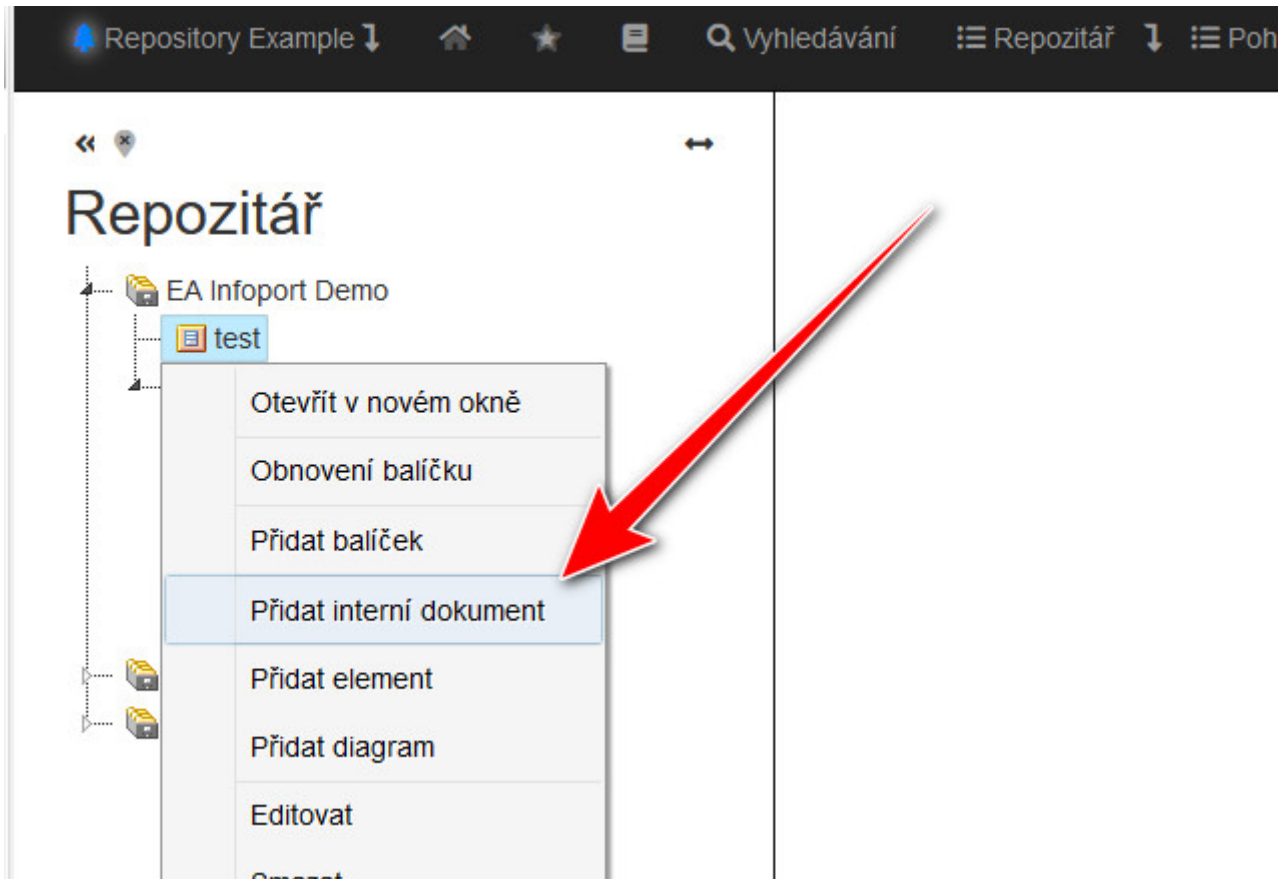 Repository Example Vyhledávání Repozitář Poh
Repozitář
EA Infoport Demo
test
Otevřít v novém okně
Obnovení balíčku
Přidat balíček
Přidat interní dokument
Přidat element
Přidat diagram
Editovat